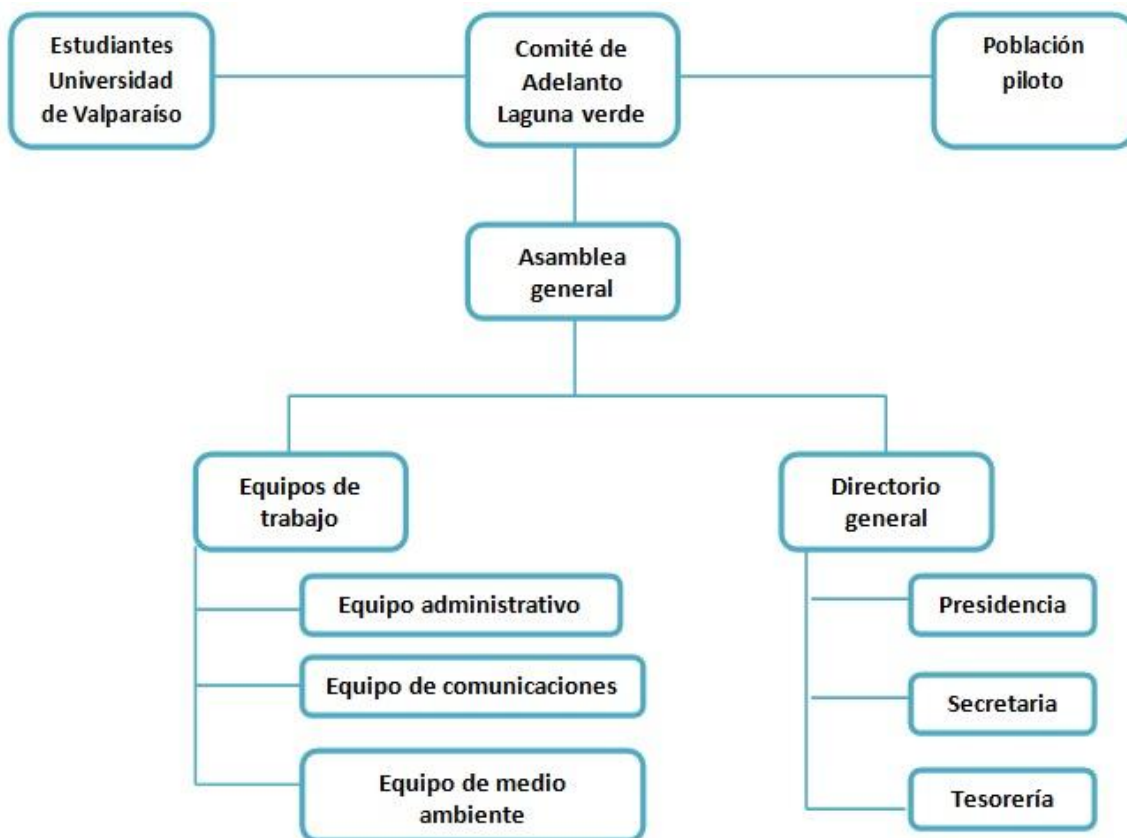 Estudiantes
Universidad
de Valparaíso
Comité de
Adelanto
Laguna verde
Población
piloto
Asamblea
general
Equipos de
trabajo
Equipo administrativo
Equipo de comunicaciones
Equipo de medio
ambiente
Directorio
general
Presidencia
Secretaria
Tesorería